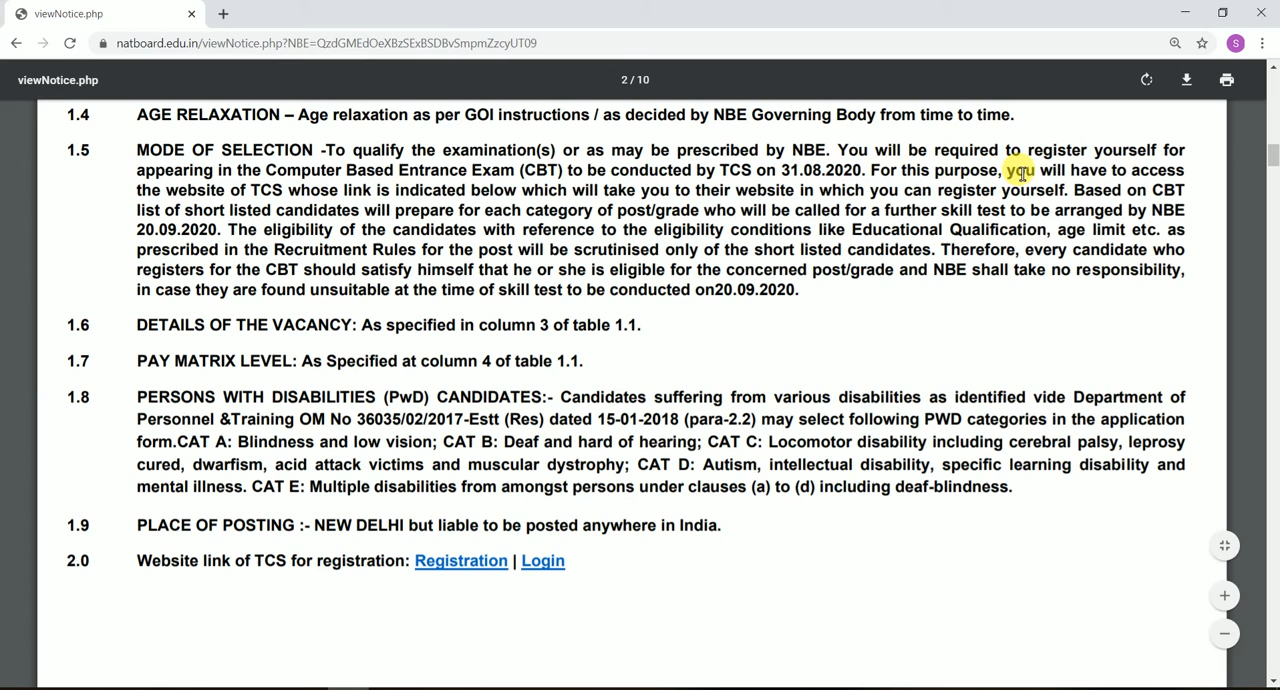 viewNotice.php
natboard.edu.in/viewNotice.php?NBE=QzdGMEdOeXBzSExBSDBvSmpmZzcyUT09
S
viewNotice.php
2 / 10
1.4 AGE RELAXATION – Age relaxation as per GOI instructions / as decided by NBE Governing Body from time to time.
1.5 MODE OF SELECTION -To qualify the examination(s) or as may be prescribed by NBE. You will be required to register yourself for
appearing in the Computer Based Entrance Exam (CBT) to be conducted by TCS on 31.08.2020. For this purpose, you will have to access
the website of TCS whose link is indicated below which will take you to their website in which you can register yourself. Based on CBT
list of short listed candidates will prepare for each category of post/grade who will be called for a further skill test to be arranged by NBE
20.09.2020. The eligibility of the candidates with reference to the eligibility conditions like Educational Qualification, age limit etc. as
prescribed in the Recruitment Rules for the post will be scrutinised only of the short listed candidates. Therefore, every candidate who
registers for the CBT should satisfy himself that he or she is eligible for the concerned post/grade and NBE shall take no responsibility,
in case they are found unsuitable at the time of skill test to be conducted on20.09.2020.
1.6 DETAILS OF THE VACANCY: As specified in column 3 of table 1.1.
1.7 PAY MATRIX LEVEL: As Specified at column 4 of table 1.1.
1.8 PERSONS WITH DISABILITIES (PwD) CANDIDATES:- Candidates suffering from various disabilities as identified vide Department of
Personnel &Training OM No 36035/02/2017-Estt (Res) dated 15-01-2018 (para-2.2) may select following PWD categories in the application
form.CAT A: Blindness and low vision; CAT B: Deaf and hard of hearing; CAT C: Locomotor disability including cerebral palsy, leprosy
cured, dwarfism, acid attack victims and muscular dystrophy; CAT D: Autism, intellectual disability, specific learning disability and
mental illness. CAT E: Multiple disabilities from amongst persons under clauses (a) to (d) including deaf-blindness.
1.9 PLACE OF POSTING :- NEW DELHI but liable to be posted anywhere in India.
2.0 Website link of TCS for registration: Registration | Login